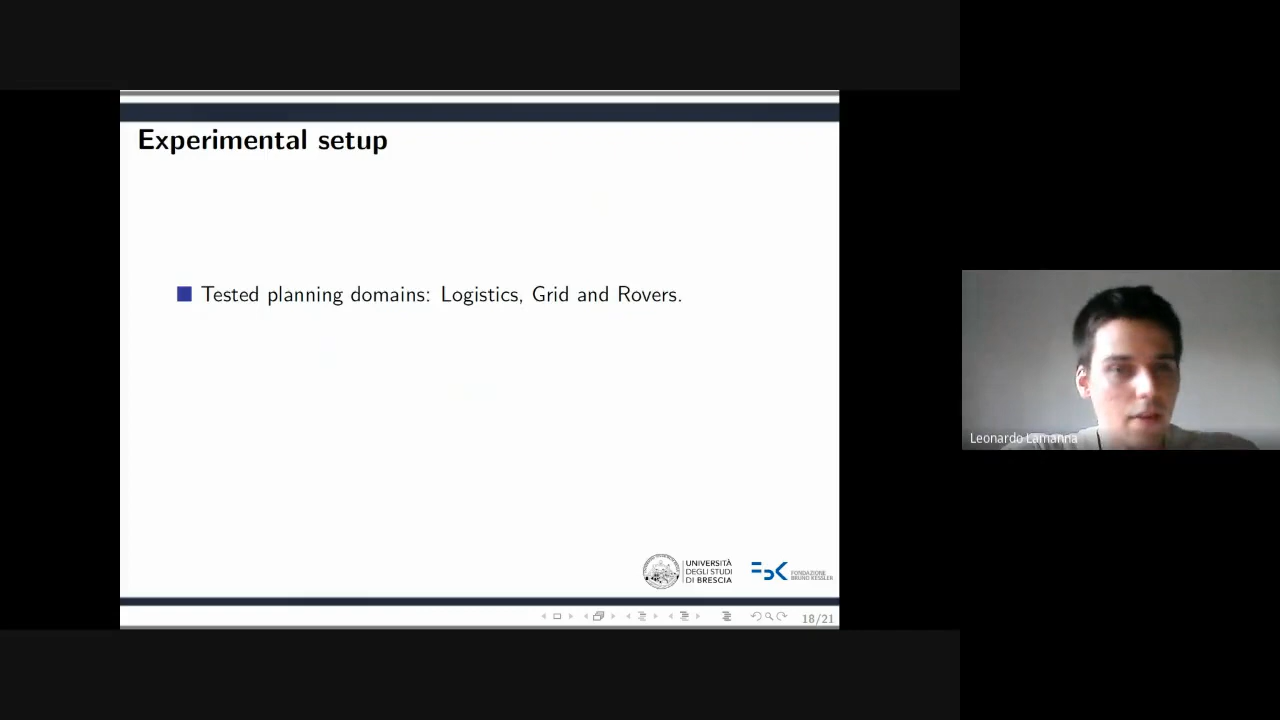 Experimental setup
Tested planning domains: Logistics, Grid and Rovers.
Leonardo Lamanna
UNIVERSITÀ
DEGLI STUDI
DI BRESCIA
FBK
FONDAZIONE
BRUNO KESSLER
18/21